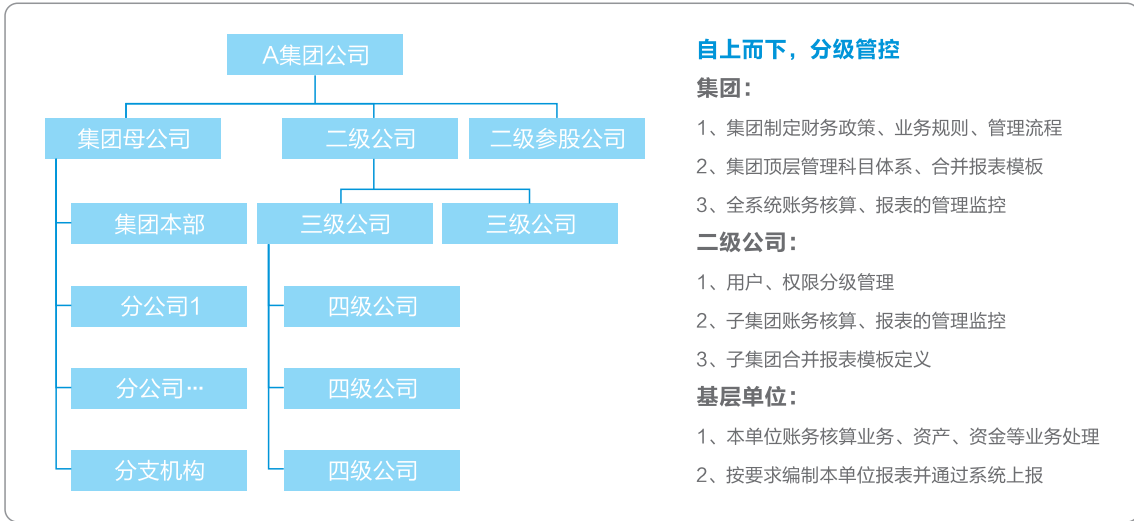 A集团公司
集团母公司
二级公司
二级参股公司
集团本部
三级公司
三级公司
分公司1
四级公司
分公司…
四级公司
分支机构
四级公司
自上而下，分级管控
集团：
1、集团制定财务政策、业务规则、管理流程
2、集团顶层管理科目体系、合并报表模板
3、全系统账务核算、报表的管理监控
二级公司：
1、用户、权限分级管理
2、子集团账务核算、报表的管理监控
3、子集团合并报表模板定义
基层单位：
1、本单位账务核算业务、资产、资金等业务处理
2、按要求编制本单位报表并通过系统上报